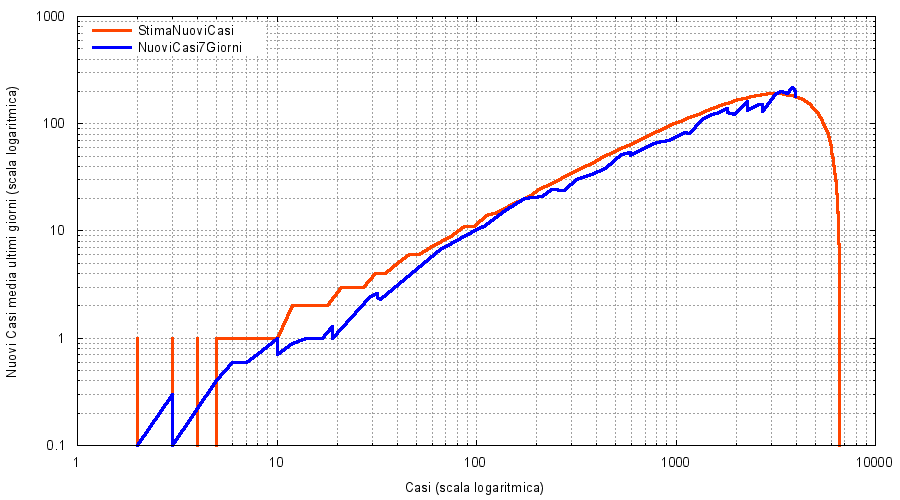 1000
StimaNuoviCasi
NuoviCasi7Giorni
100
10
1
0.1
Nuovi Casi media ultimi giorni (scala logaritmica)
1
10
100
1000
10000
Casi (scala logaritmica)